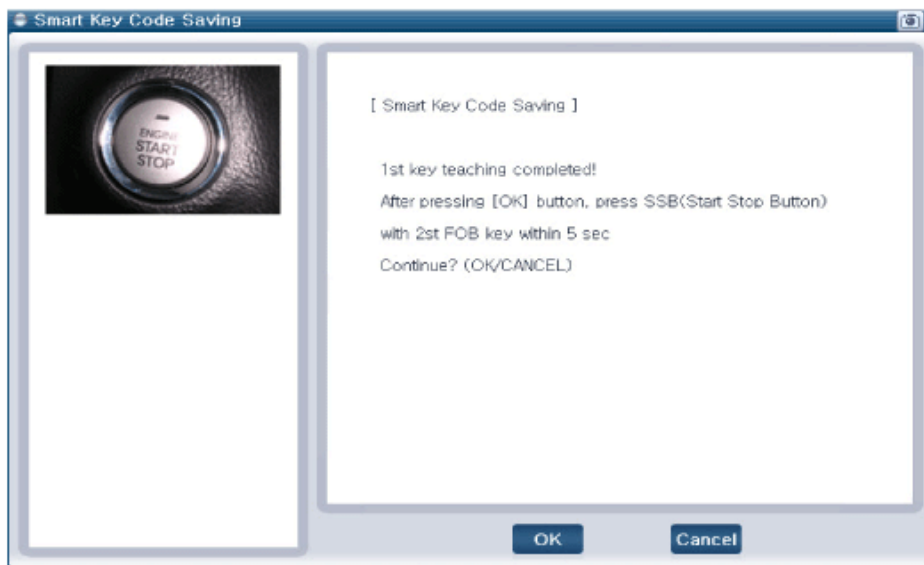 Smart Key Code Saving
ENGINE
START
STOP
[ Smart Key Code Saving ]
1st key teaching completed!
After pressing [OK] button, press SSB(Start Stop Button)
with 2st FOB key within 5 sec
Continue? (OK/CANCEL)
OK
Cancel